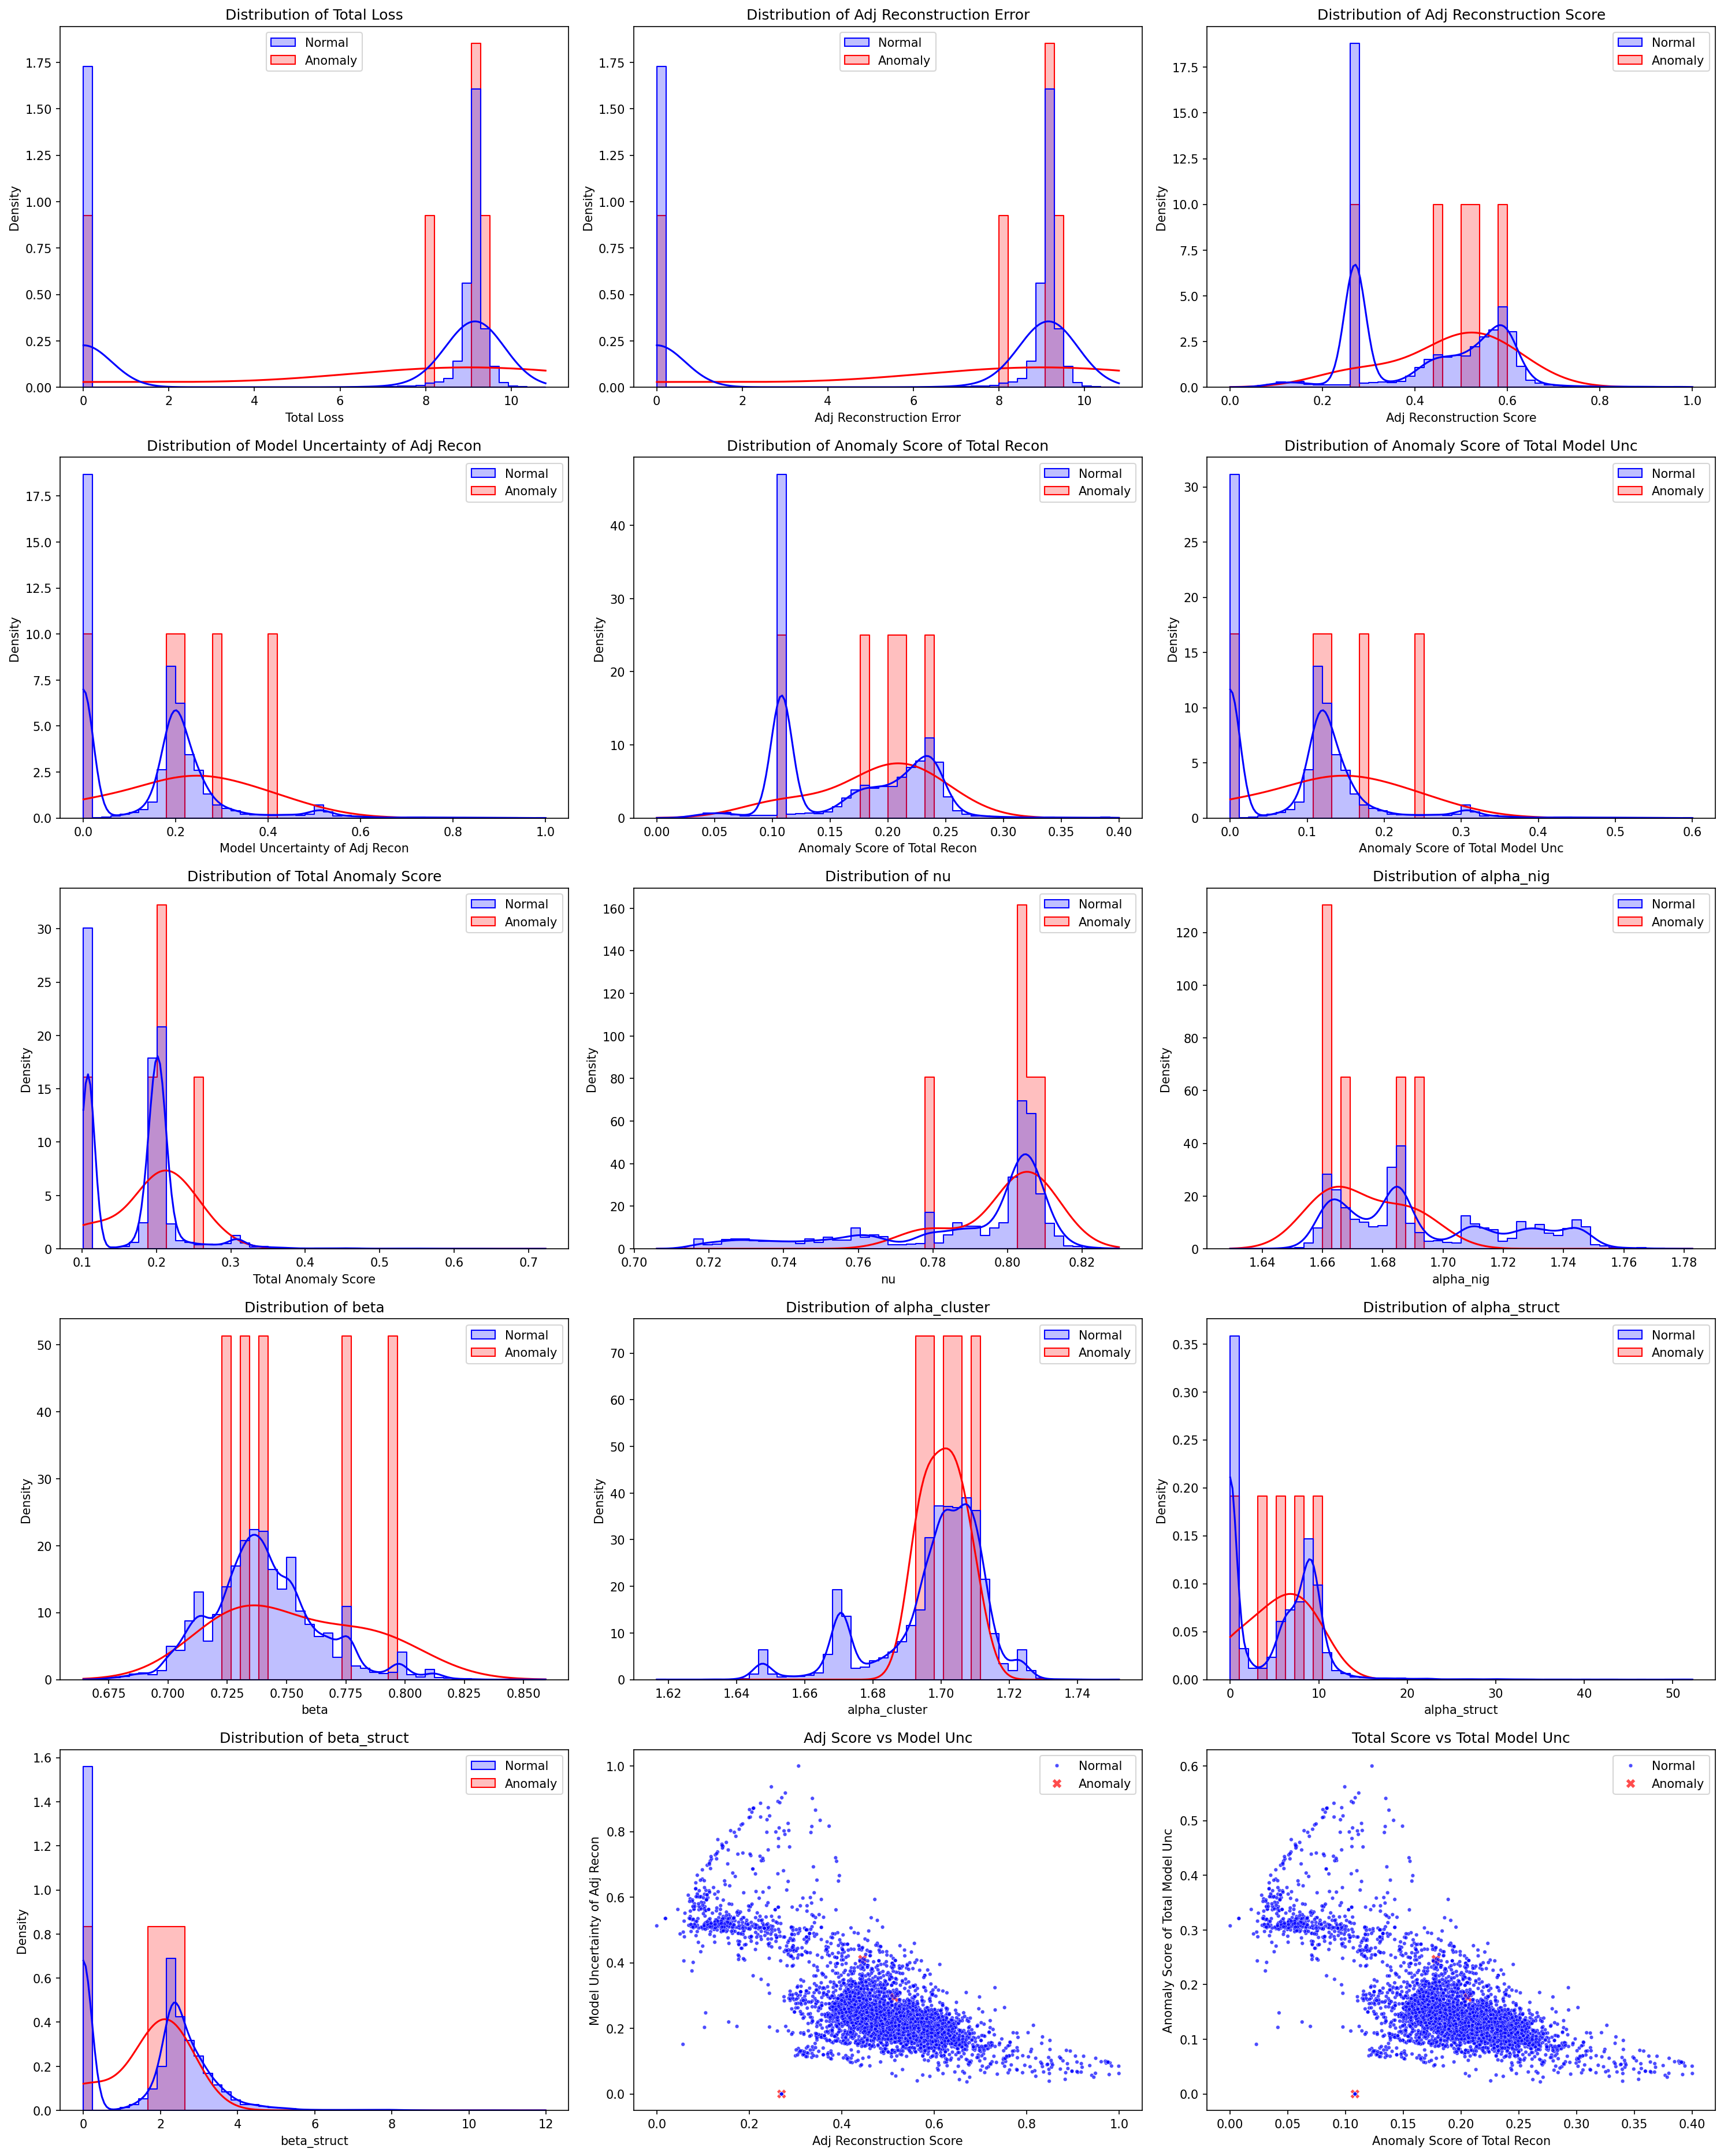 Distribution of Total Loss
Normal
Anomaly
Density
1.75
1.50
1.25
1.00
0.75
0.50
0.25
0.00
0 2 4 6 8 10
Total Loss
Distribution of Adj Reconstruction Error
Normal
Anomaly
Density
1.75
1.50
1.25
1.00
0.75
0.50
0.25
0.00
0 2 4 6 8 10
Adj Reconstruction Error
Distribution of Adj Reconstruction Score
Normal
Anomaly
Density
17.5
15.0
12.5
10.0
7.5
5.0
2.5
0.0
0.0 0.2 0.4 0.6 0.8 1.0
Adj Reconstruction Score
Distribution of Model Uncertainty of Adj Recon
Normal
Anomaly
Density
17.5
15.0
12.5
10.0
7.5
5.0
2.5
0.0
0.0 0.2 0.4 0.6 0.8 1.0
Model Uncertainty of Adj Recon
Distribution of Anomaly Score of Total Recon
Normal
Anomaly
Density
40
30
20
10
0
0.00 0.05 0.10 0.15 0.20 0.25 0.30 0.35 0.40
Anomaly Score of Total Recon
Distribution of Anomaly Score of Total Model Unc
Normal
Anomaly
Density
30
25
20
15
10
5
0
0.0 0.1 0.2 0.3 0.4 0.5 0.6
Anomaly Score of Total Model Unc
Distribution of Total Anomaly Score
Normal
Anomaly
Density
30
25
20
15
10
5
0
0.1 0.2 0.3 0.4 0.5 0.6 0.7
Total Anomaly Score
Distribution of nu
Normal
Anomaly
Density
160
140
120
100
80
60
40
20
0
0.70 0.72 0.74 0.76 0.78 0.80 0.82
nu
Distribution of alpha_nig
Normal
Anomaly
Density
120
100
80
60
40
20
0
1.64 1.66 1.68 1.70 1.72 1.74 1.76 1.78
alpha_nig
Distribution of beta
Normal
Anomaly
Density
50
40
30
20
10
0
0.675 0.700 0.725 0.750 0.775 0.800 0.825 0.850
beta
Distribution of alpha_cluster
Normal
Anomaly
Density
70
60
50
40
30
20
10
0
1.62 1.64 1.66 1.68 1.70 1.72 1.74
alpha_cluster
Distribution of alpha_struct
Normal
Anomaly
Density
0.35
0.30
0.25
0.20
0.15
0.10
0.05
0.00
0 10 20 30 40 50
alpha_struct
Distribution of beta_struct
Normal
Anomaly
Density
1.6
1.4
1.2
1.0
0.8
0.6
0.4
0.2
0.0
0 2 4 6 8 10 12
beta_struct
Adj Score vs Model Unc
Normal
Anomaly
Model Uncertainty of Adj Recon
1.0
0.8
0.6
0.4
0.2
0.0
0.0 0.2 0.4 0.6 0.8 1.0
Adj Reconstruction Score
Total Score vs Total Model Unc
Normal
Anomaly
Anomaly Score of Total Model Unc
0.6
0.5
0.4
0.3
0.2
0.1
0.0
0.00 0.05 0.10 0.15 0.20 0.25 0.30 0.35 0.40
Anomaly Score of Total Recon